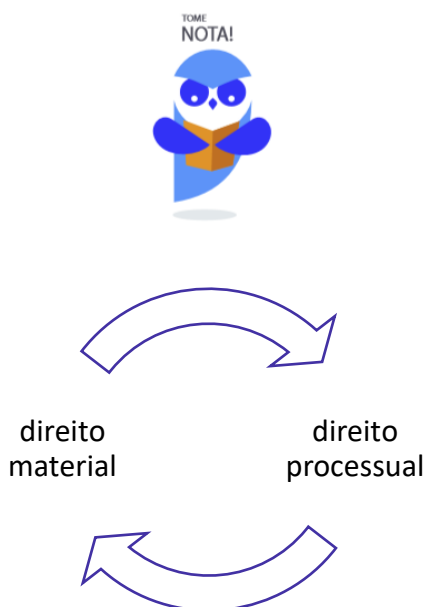 TOME
NOTA!
direito
material
direito
processual